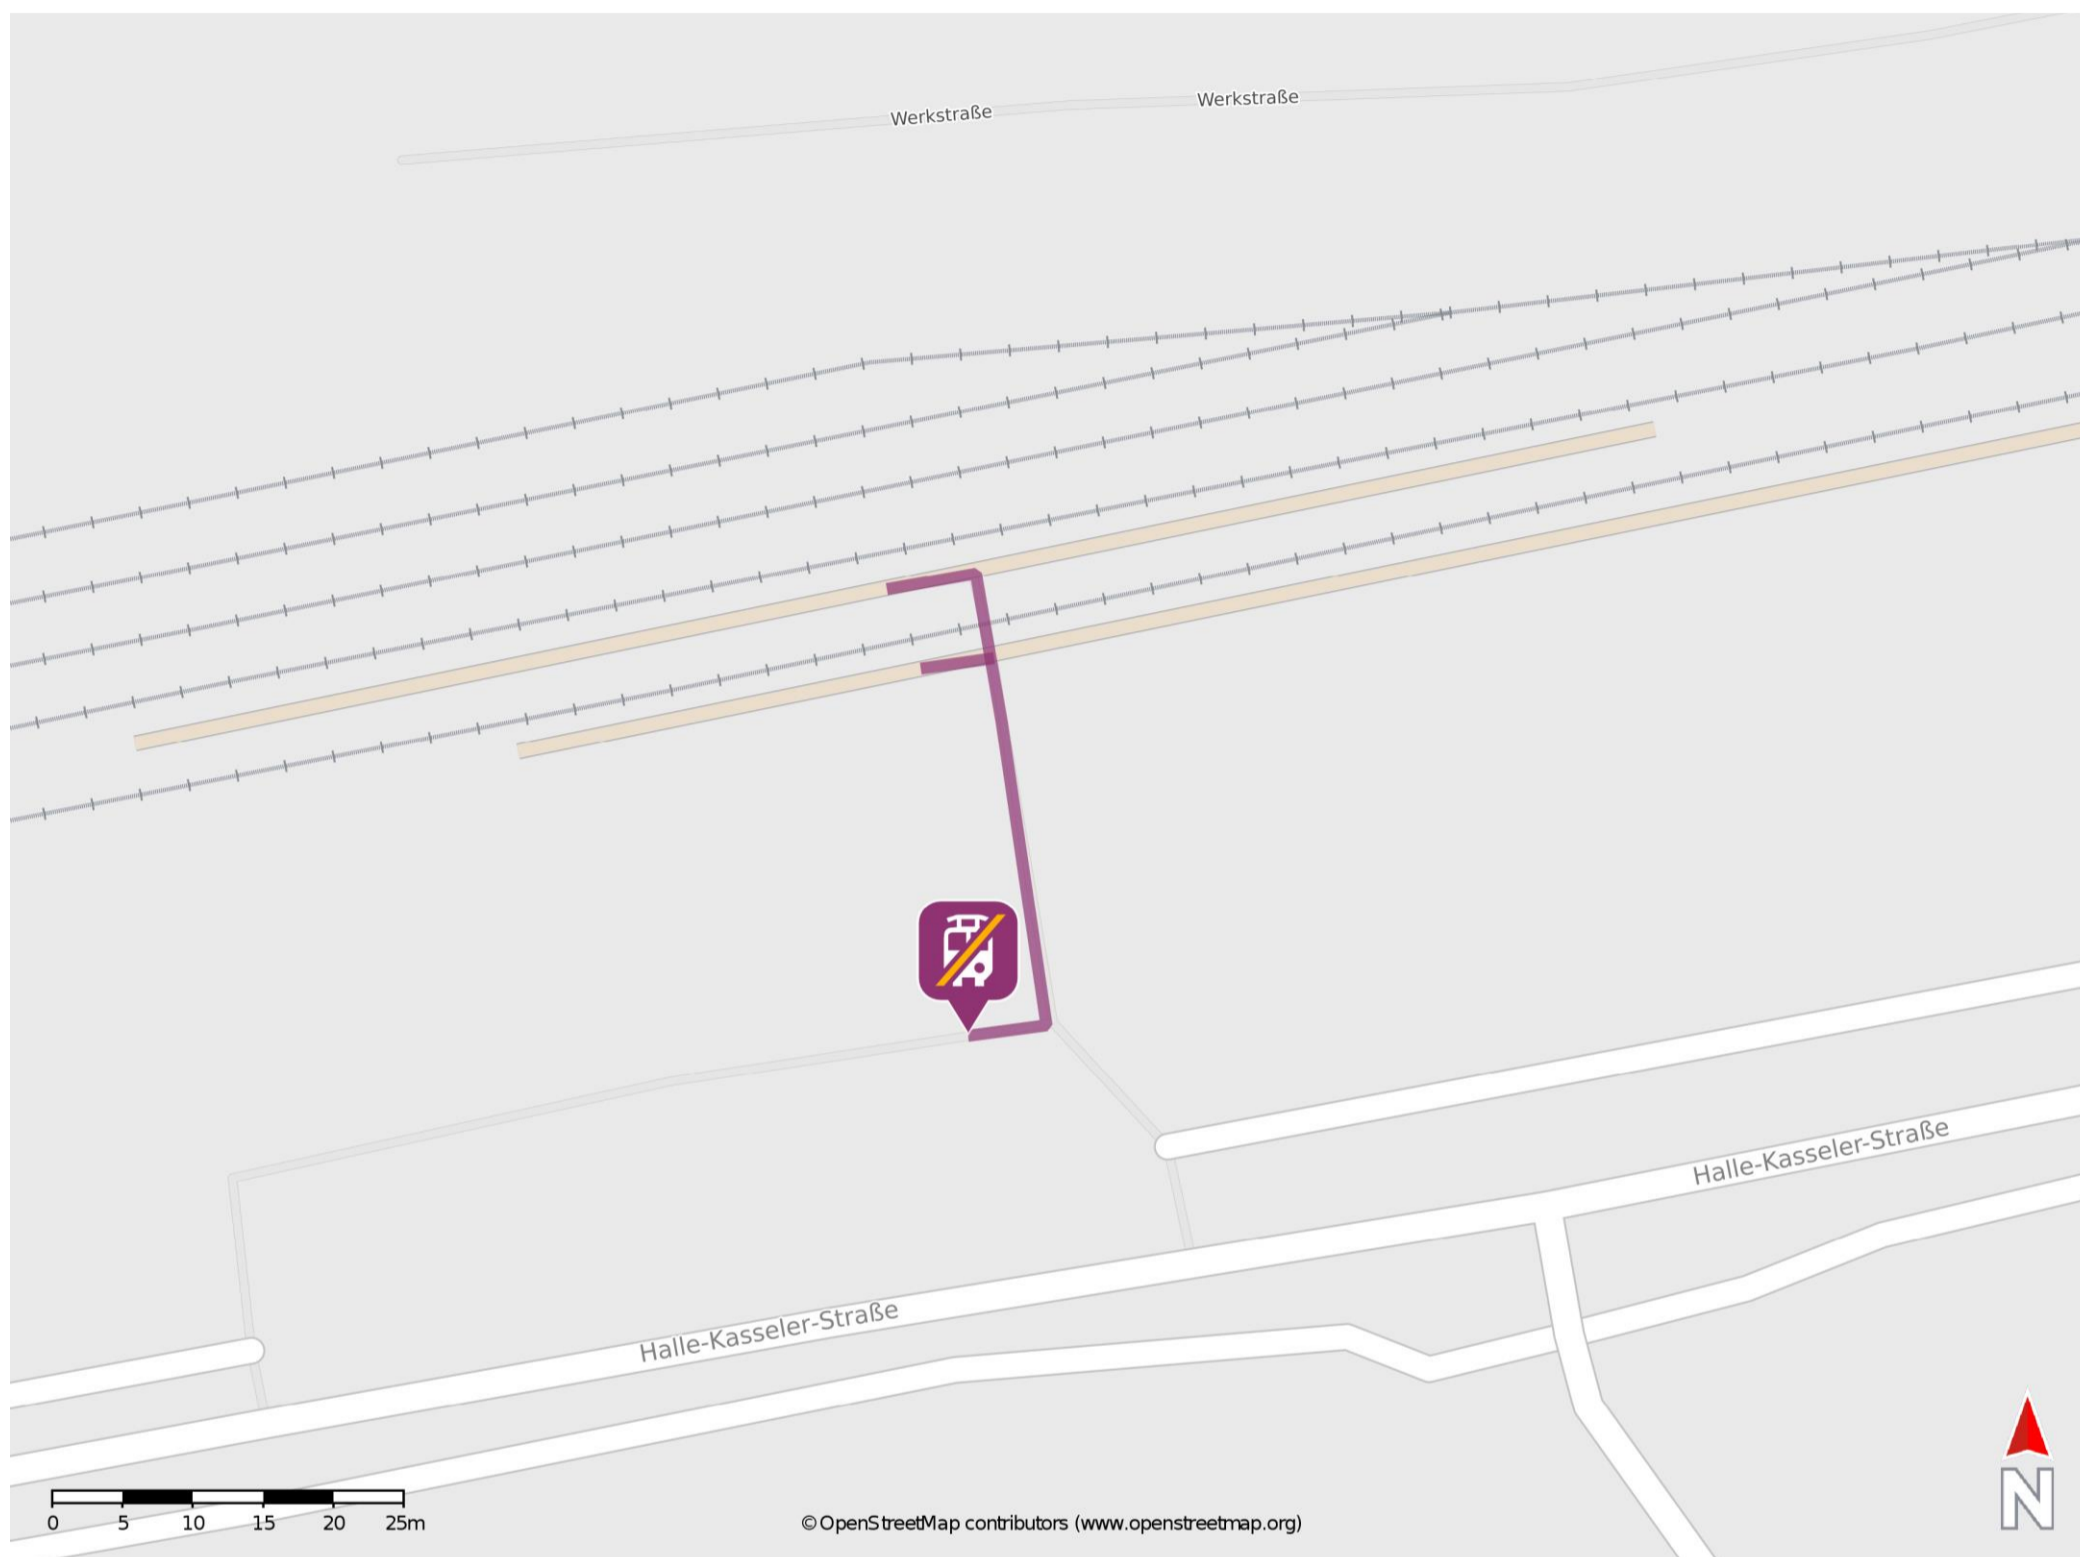 Werkstraße
Werkstraße
Halle-Kasseler-Straße
Halle-Kasseler-Straße
N
0 5 10 15 20 25m
© OpenStreetMap contributors (www.openstreetmap.org)